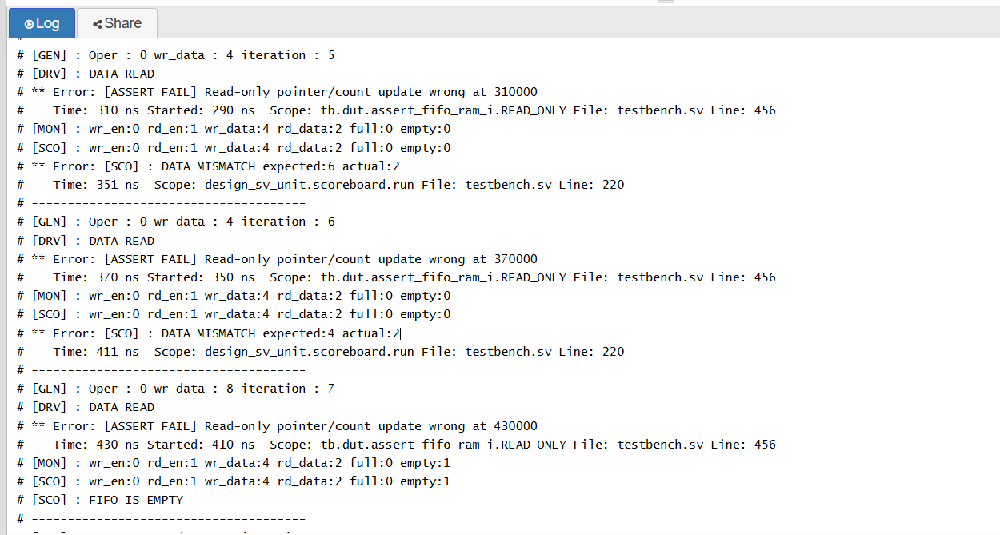 Log Share
#
# [GEN] : Oper : 0 wr_data : 4 iteration : 5
# [DRV] : DATA READ
# ** Error: [ASSERT FAIL] Read-only pointer/count update wrong at 310000
#    Time: 310 ns Started: 290 ns  Scope: tb.dut.assert_fifo_ram_i.READ_ONLY File: testbench.sv Line: 456
# [MON] : wr_en:0 rd_en:1 wr_data:4 rd_data:2 full:0 empty:0
# [SCO] : wr_en:0 rd_en:1 wr_data:4 rd_data:2 full:0 empty:0
# ** Error: [SCO] : DATA MISMATCH expected:6 actual:2
#    Time: 351 ns  Scope: design_sv_unit.scoreboard.run File: testbench.sv Line: 220
# --------------------------------------
# [GEN] : Oper : 0 wr_data : 4 iteration : 6
# [DRV] : DATA READ
# ** Error: [ASSERT FAIL] Read-only pointer/count update wrong at 370000
#    Time: 370 ns Started: 350 ns  Scope: tb.dut.assert_fifo_ram_i.READ_ONLY File: testbench.sv Line: 456
# [MON] : wr_en:0 rd_en:1 wr_data:4 rd_data:2 full:0 empty:0
# [SCO] : wr_en:0 rd_en:1 wr_data:4 rd_data:2 full:0 empty:0
# ** Error: [SCO] : DATA MISMATCH expected:4 actual:2
#    Time: 411 ns  Scope: design_sv_unit.scoreboard.run File: testbench.sv Line: 220
# --------------------------------------
# [GEN] : Oper : 0 wr_data : 8 iteration : 7
# [DRV] : DATA READ
# ** Error: [ASSERT FAIL] Read-only pointer/count update wrong at 430000
#    Time: 430 ns Started: 410 ns  Scope: tb.dut.assert_fifo_ram_i.READ_ONLY File: testbench.sv Line: 456
# [MON] : wr_en:0 rd_en:1 wr_data:4 rd_data:2 full:0 empty:1
# [SCO] : wr_en:0 rd_en:1 wr_data:4 rd_data:2 full:0 empty:1
# [SCO] : FIFO IS EMPTY
# --------------------------------------